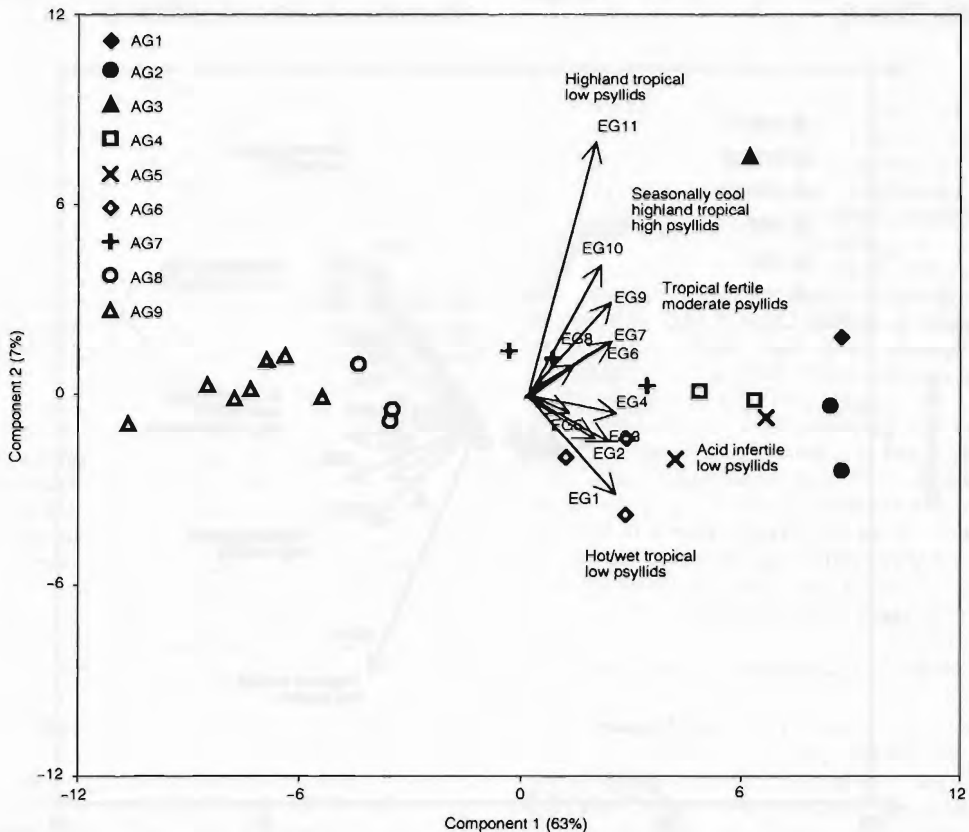 12
6
0
-6
-12
Component 2 (7%)
AG1
AG2
AG3
AG4
AG5
AG6
AG7
AG8
AG9
Highland tropical
low psyllids
EG11
Seasonally cool
highland tropical
high psyllids
EG10
Tropical fertile
moderate psyllids
EG9
EG7
EG8
EG6
EG4
EG2
EG1
Acid infertile
low psyllids
Hot/wet tropical
low psyllids
-12
-6
0
6
12
Component 1 (63%)